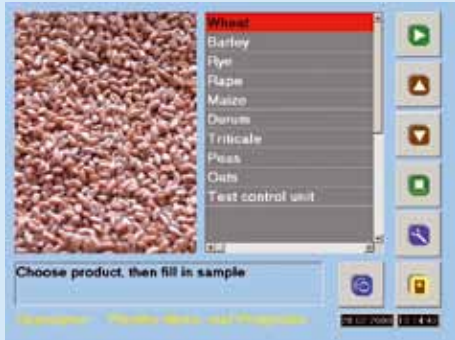 Wheat
Barley
Rye
Rape
Maize
Durum
Triticale
Peas
Oats
Test control unit
Choose product, then fill in sample